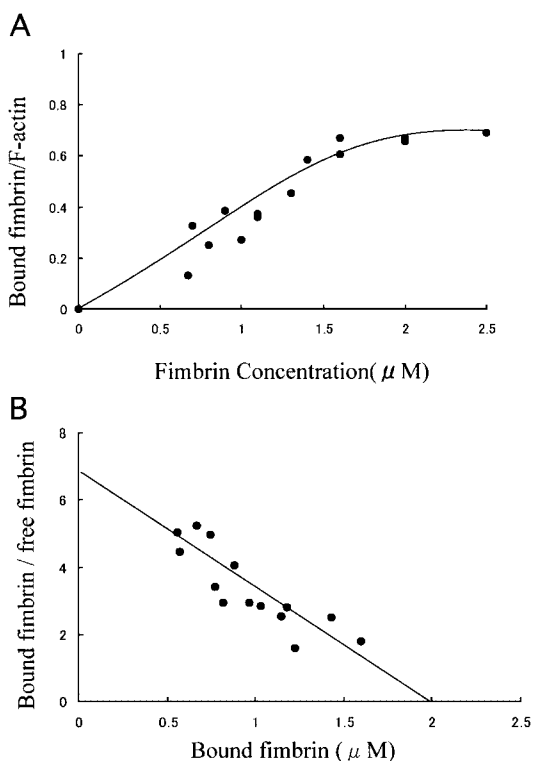 A
Bound fimbrin/F-actin
1
0.8
0.6
0.4
0.2
0
0 0.5 1 1.5 2 2.5
Fimbrin Concentration( μ M)
B
Bound fimbrin / free fimbrin
8
6
4
2
0
0 0.5 1 1.5 2 2.5
Bound fimbrin ( μ M)